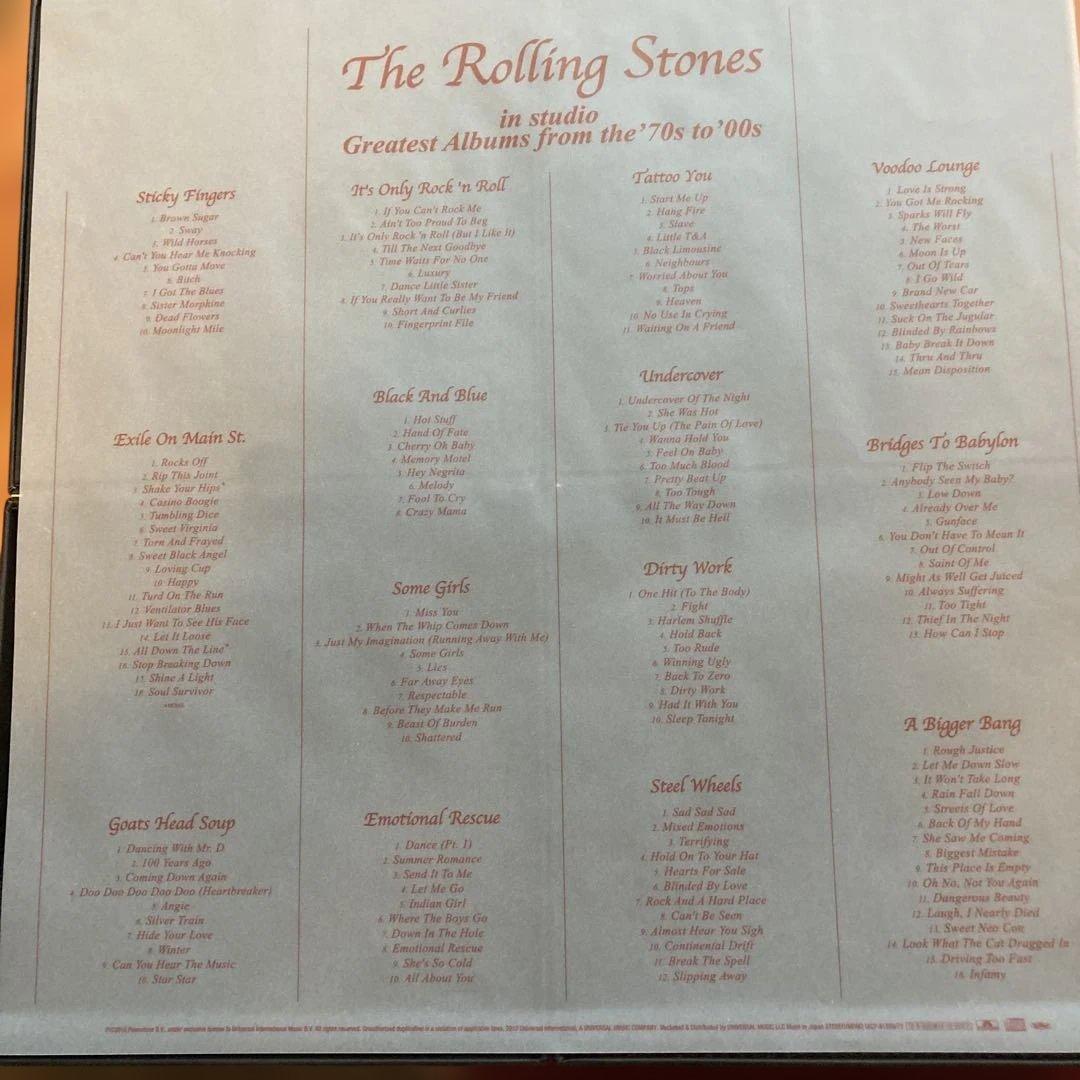 The Rolling Stones
in studio
Greatest Albums from the '70s to '00s
Sticky Fingers
1. Brown Sugar
2. Sway
3. Wild Horses
4. Can't You Hear Me Knocking
5. You Gotta Move
6. Bitch
7. I Got The Blues
8. Sister Morphine
9. Dead Flowers
10. Moonlight Mile
Exile On Main St.
1. Rocks Off
2. Rip This Joint
3. Shake Your Hips*
4. Casino Boogie
5. Tumbling Dice
6. Sweet Virginia
7. Torn And Frayed
8. Sweet Black Angel
9. Loving Cup
10. Happy
11. Turd On The Run
12. Ventilator Blues
13. I Just Want To See His Face
14. Let It Loose
15. All Down The Line*
16. Stop Breaking Down
17. Shine A Light
18. Soul Survivor
Goats Head Soup
1. Dancing With Mr. D
2. 100 Years Ago
3. Coming Down Again
4. Doo Doo Doo Doo Doo (Heartbreaker)
5. Angie
6. Silver Train
7. Hide Your Love
8. Winter
9. Can You Hear The Music
10. Star Star
It's Only Rock 'n Roll
1. If You Can't Rock Me
2. Ain't Too Proud To Beg
3. It's Only Rock 'n Roll (But I Like It)
4. Till The Next Goodbye
5. Time Waits For No One
6. Luxury
7. Dance Little Sister
8. If You Really Want To Be My Friend
9. Short And Curlies
10. Fingerprint File
Black And Blue
1. Hot Stuff
2. Hand Of Fate
3. Cherry Oh Baby
4. Memory Motel
5. Hey Negrita
6. Melody
7. Fool To Cry
8. Crazy Mama
Some Girls
1. Miss You
2. When The Whip Comes Down
3. Just My Imagination (Running Away With Me)
4. Some Girls
5. Lies
6. Far Away Eyes
7. Respectable
8. Before They Make Me Run
9. Beast Of Burden
10. Shattered
Emotional Rescue
1. Dance (Pt. 1)
2. Summer Romance
3. Send It To Me
4. Let Me Go
5. Indian Girl
6. Where The Boys Go
7. Down In The Hole
8. Emotional Rescue
9. She's So Cold
10. All About You
Tattoo You
1. Start Me Up
2. Hang Fire
3. Slave
4. Little T&A
5. Black Limousine
6. Neighbours
7. Worried About You
8. Tops
9. Heaven
10. No Use In Crying
11. Waiting On A Friend
Undercover
1. Undercover Of The Night
2. She Was Hot
3. Tie You Up (The Pain Of Love)
4. Wanna Hold You
5. Feel On Baby
6. Too Much Blood
7. Pretty Beat Up
8. Too Tough
9. All The Way Down
10. It Must Be Hell
Dirty Work
1. One Hit (To The Body)
2. Fight
3. Harlem Shuffle
4. Hold Back
5. Too Rude
6. Winning Ugly
7. Back To Zero
8. Dirty Work
9. Had It With You
10. Sleep Tonight
Steel Wheels
1. Sad Sad Sad
2. Mixed Emotions
3. Terrifying
4. Hold On To Your Hat
5. Hearts For Sale
6. Blinded By Love
7. Rock And A Hard Place
8. Can't Be Seen
9. Almost Hear You Sigh
10. Continental Drift
11. Break The Spell
12. Slipping Away
Voodoo Lounge
1. Love Is Strong
2. You Got Me Rocking
3. Sparks Will Fly
4. The Worst
5. New Faces
6. Moon Is Up
7. Out Of Tears
8. I Go Wild
9. Brand New Car
10. Sweethearts Together
11. Suck On The Jugular
12. Blinded By Rainbows
13. Baby Break It Down
14. Thru And Thru
15. Mean Disposition
Bridges To Babylon
1. Flip The Switch
2. Anybody Seen My Baby?
3. Low Down
4. Already Over Me
5. Gunface
6. You Don't Have To Mean It
7. Out Of Control
8. Saint Of Me
9. Might As Well Get Juiced
10. Always Suffering
11. Too Tight
12. Thief In The Night
13. How Can I Stop
A Bigger Bang
1. Rough Justice
2. Let Me Down Slow
3. It Won't Take Long
4. Rain Fall Down
5. Streets Of Love
6. Back Of My Hand
7. She Saw Me Coming
8. Biggest Mistake
9. This Place Is Empty
10. Oh No, Not You Again
11. Dangerous Beauty
12. Laugh, I Nearly Died
13. Sweet Neo Con
14. Look What The Cat Dragged In
15. Driving Too Fast
16. Infamy